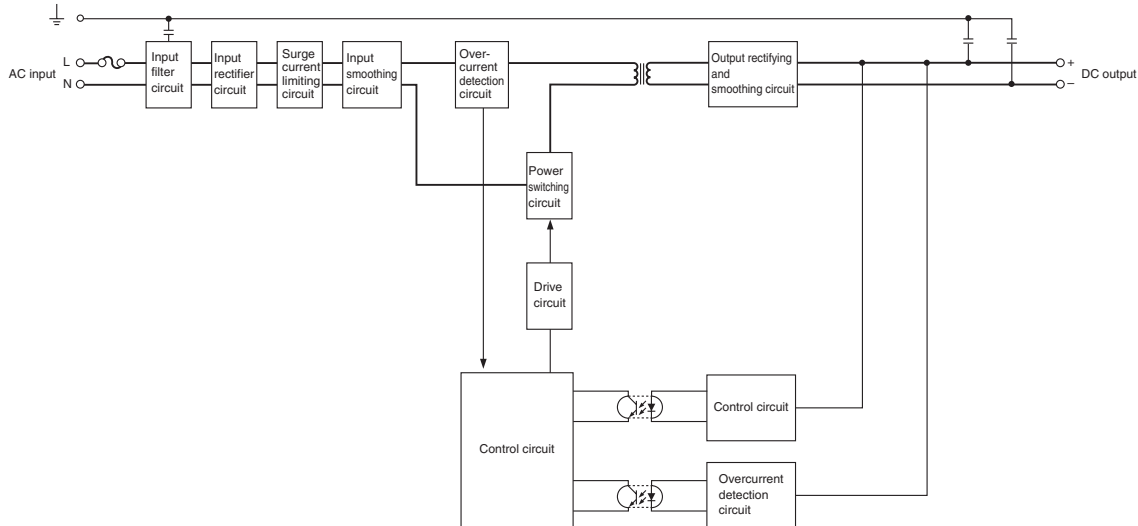 AC input
L
N
Input
filter
circuit
Input
rectifier
circuit
Surge
current
limiting
circuit
Input
smoothing
circuit
Over-
current
detection
circuit
Output rectifying
and
smoothing circuit
+
–
DC output
Power
switching
circuit
Drive
circuit
Control circuit
Control circuit
Overcurrent
detection
circuit